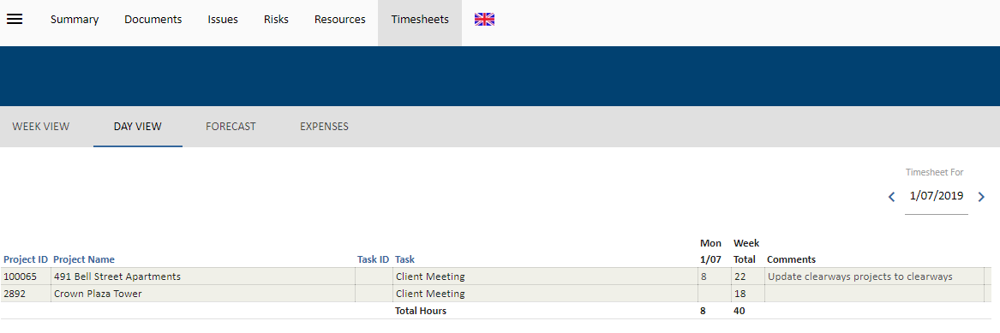 Summary Documents Issues Risks Resources Timesheets
WEEK VIEW DAY VIEW FORECAST EXPENSES
Timesheet For
1/07/2019
Mon Week
Project ID Project Name Task ID Task 1/07 Total Comments
100065 491 Bell Street Apartments Client Meeting 8 22 Update clearways projects to clearways
2892 Crown Plaza Tower Client Meeting 18
Total Hours 8 40